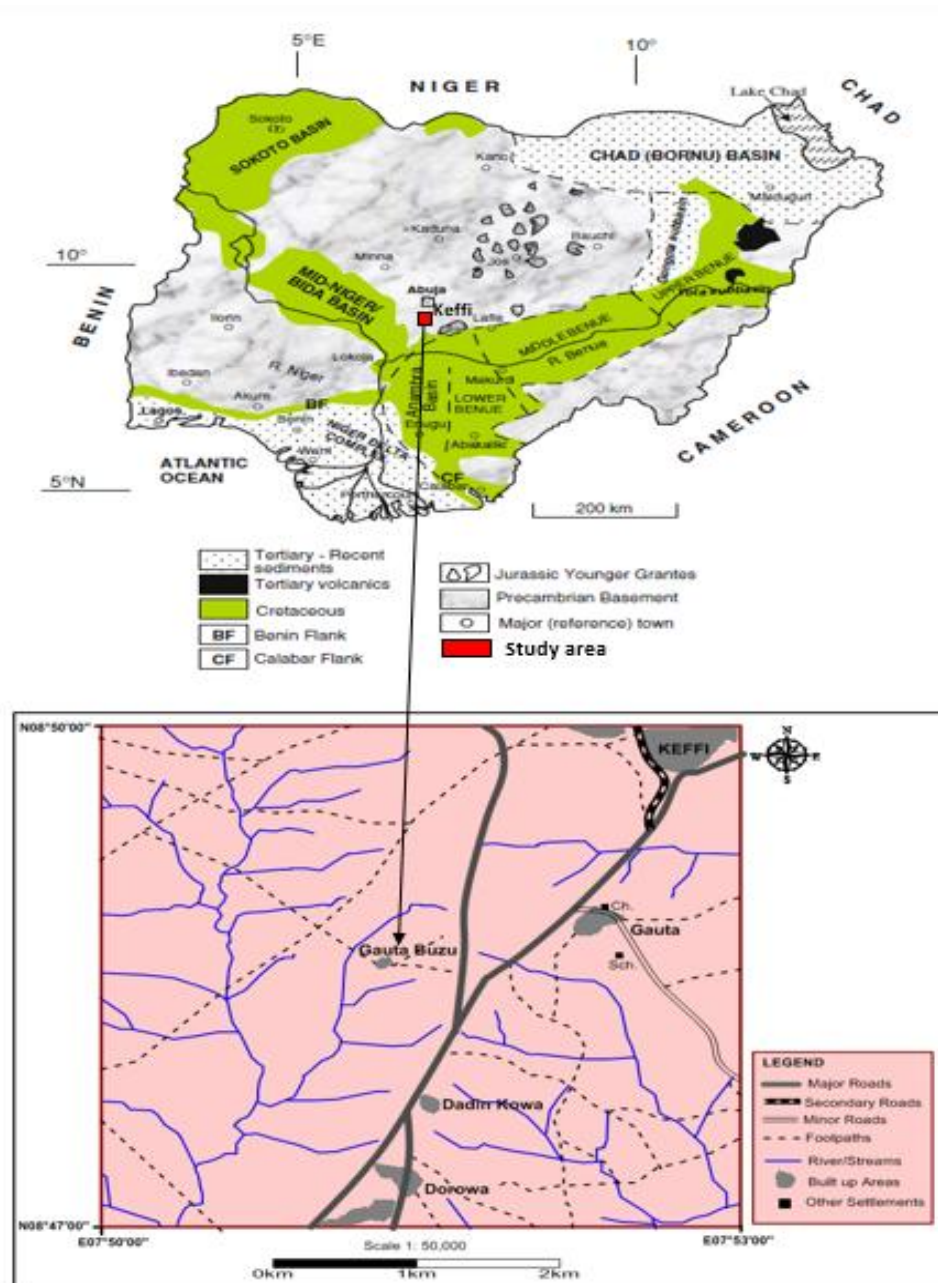 5°E
10°
NIGER
CHAD
Lake Chad
Sokoto
SOKOTO BASIN
Kano
CHAD (BORNU) BASIN
Maiduguri
Kaduna
Bauchi
Jos
Minna
10°
UPPER BENUE
Abuja
Keffi
MID-NIGER/
BIDA BASIN
BENIN
Ilorin
Lafia
MIDDLE BENUE
R. Benue
Lokoja
R. Niger
Ibadan
Makurdi
Anambra
Basin
LOWER
BENUE
Akure
BF
Lagos
Benin
Enugu
Abakaliki
CAMEROON
NIGER DELTA
COMPLEX
Warri
ATLANTIC
OCEAN
CF
Calabar
5°N
200 km
Tertiary - Recent
sediments
Tertiary volcanics
Cretaceous
BF Benin Flank
CF Calabar Flank
Jurassic Younger Grantes
Precambrian Basement
Major (reference) town
Study area
N08°50'00"
KEFFI
N
W E
S
Ch.
Gauta
Gauta Búzu
Sch.
Dadin Kowa
Dorowa
LEGEND
Major Roads
Secondary Roads
Minor Roads
Footpaths
River/Streams
Built up Areas
Other Settlements
N08°47'00"
E07°50'00"
E07°53'00"
Scale 1: 50,000
0km 1km 2km